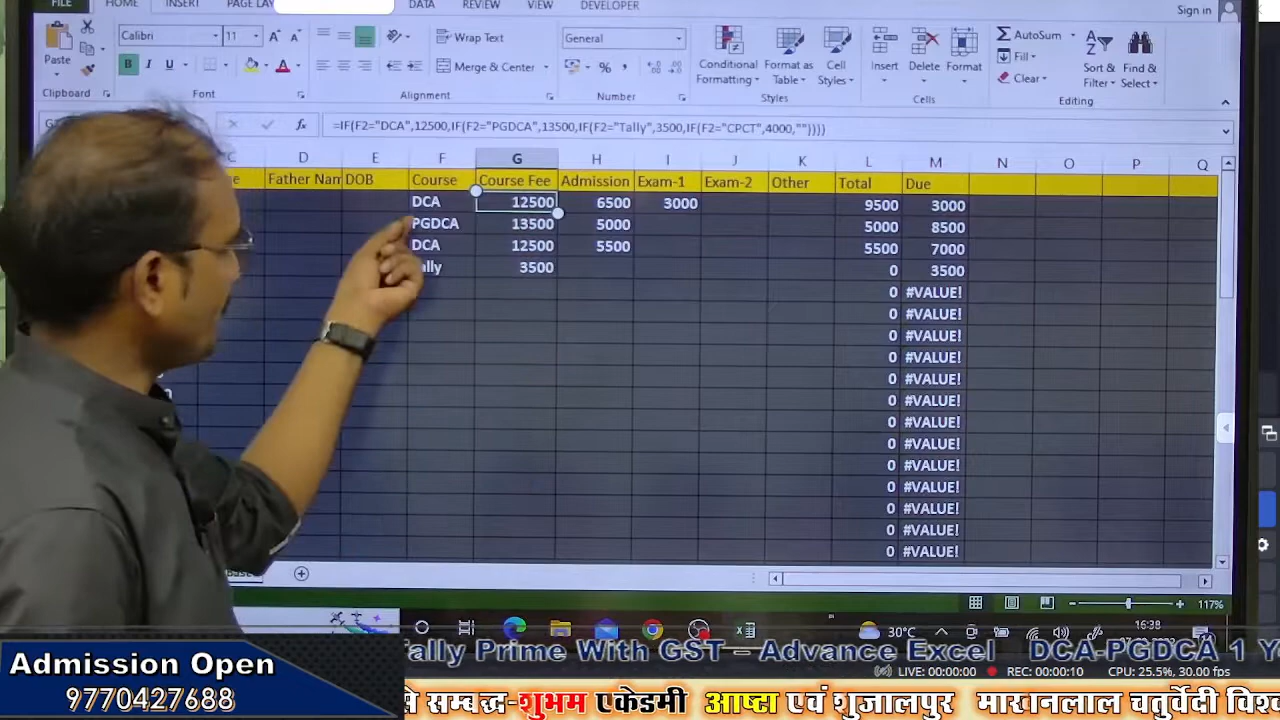 FILE HOME INSERT PAGE LAY DATA REVIEW VIEW DEVELOPER Sign in
Calibri 11 A A Wrap Text General AutoSum
Paste B I U Merge & Center % Conditional Formatting Format as Table Cell Styles Insert Delete Format Fill Clear Sort & Filter Find & Select
Clipboard Font Alignment Number Styles Cells Editing
fx =IF(F2="DCA",12500,IF(F2="PGDCA",13500,IF(F2="Tally",3500,IF(F2="CPCT",4000,""))))
C D E F G H I J K L M N O P Q
Father Nam DOB Course Course Fee Admission Exam-1 Exam-2 Other Total Due
DCA 12500 6500 3000 9500 3000
PGDCA 13500 5000 5000 8500
DCA 12500 5500 5500 7000
ally 3500 0 3500
0 #VALUE!
0 #VALUE!
0 #VALUE!
0 #VALUE!
0 #VALUE!
0 #VALUE!
0 #VALUE!
0 #VALUE!
0 #VALUE!
0 #VALUE!
0 #VALUE!
0 #VALUE!
0 #VALUE!
117%
30°C 16:38
Admission Open
9770427688
Tally Prime With GST – Advance Excel DCA-PGDCA 1 Y
LIVE: 00:00:00 REC: 00:00:10 CPU: 25.5%, 30.00 fps
से सम्बद्ध-शुभम एकेडमी आष्टा एवं शुजालपुर माखनलाल चतुर्वेदी विश्व